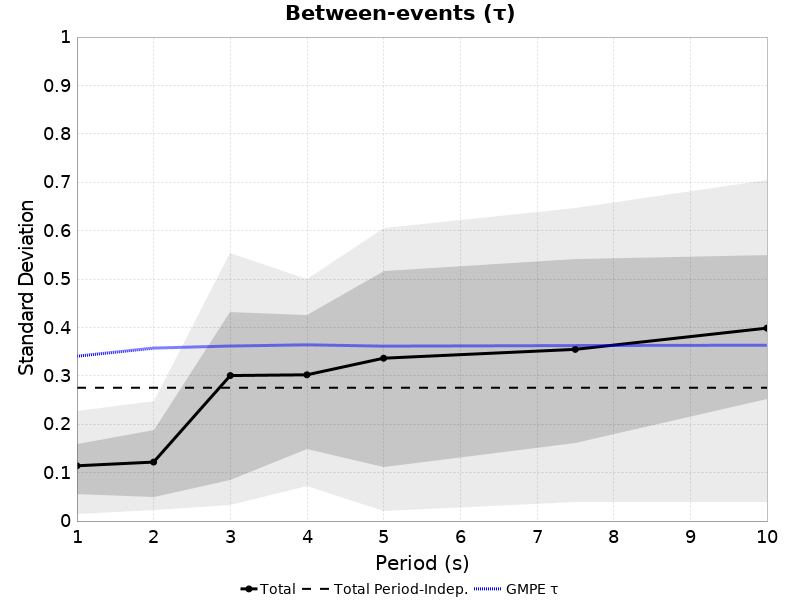 Between-events (τ)
1
0.9
0.8
0.7
0.6
0.5
0.4
0.3
0.2
0.1
0
Standard Deviation
1 2 3 4 5 6 7 8 9 10
Period (s)
Total Total Period-Indep. GMPE τ